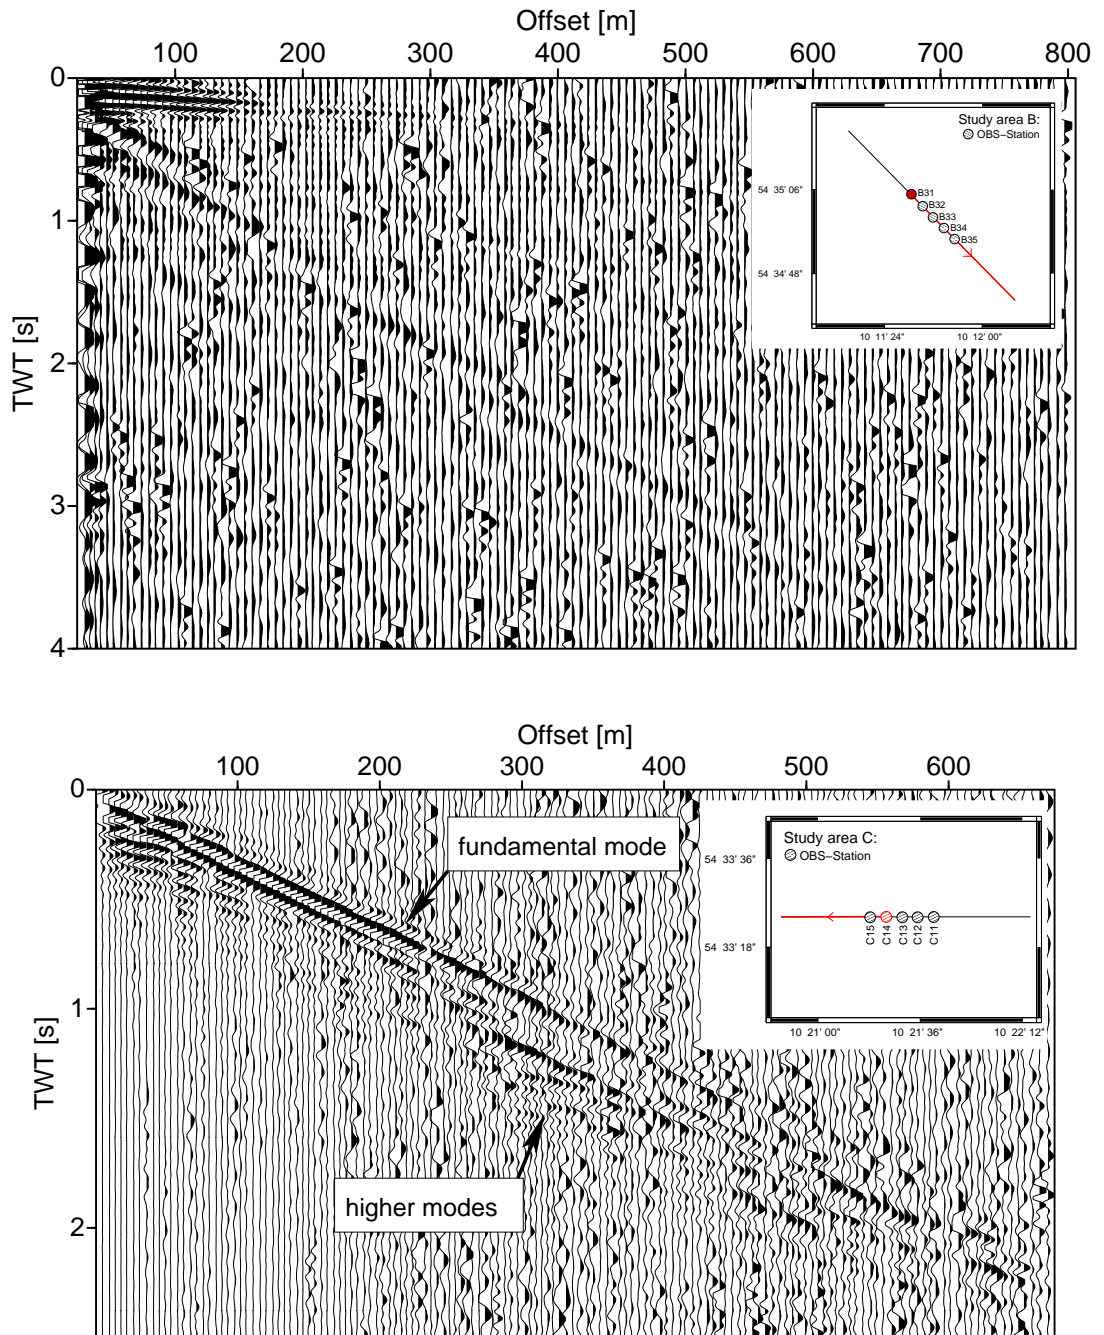 Offset [m]
100 200 300 400 500 600 700 800
0
1
2
3
4
TWT [s]
Study area B:
OBS–Station
54 35' 06"
54 34' 48"
B31
B32
B33
B34
B35
10 11' 24" 10 12' 00"
Offset [m]
100 200 300 400 500 600
0
1
2
TWT [s]
fundamental mode
higher modes
Study area C:
OBS–Station
54 33' 36"
54 33' 18"
C15 C14 C13 C12 C11
10 21' 00" 10 21' 36" 10 22' 12"